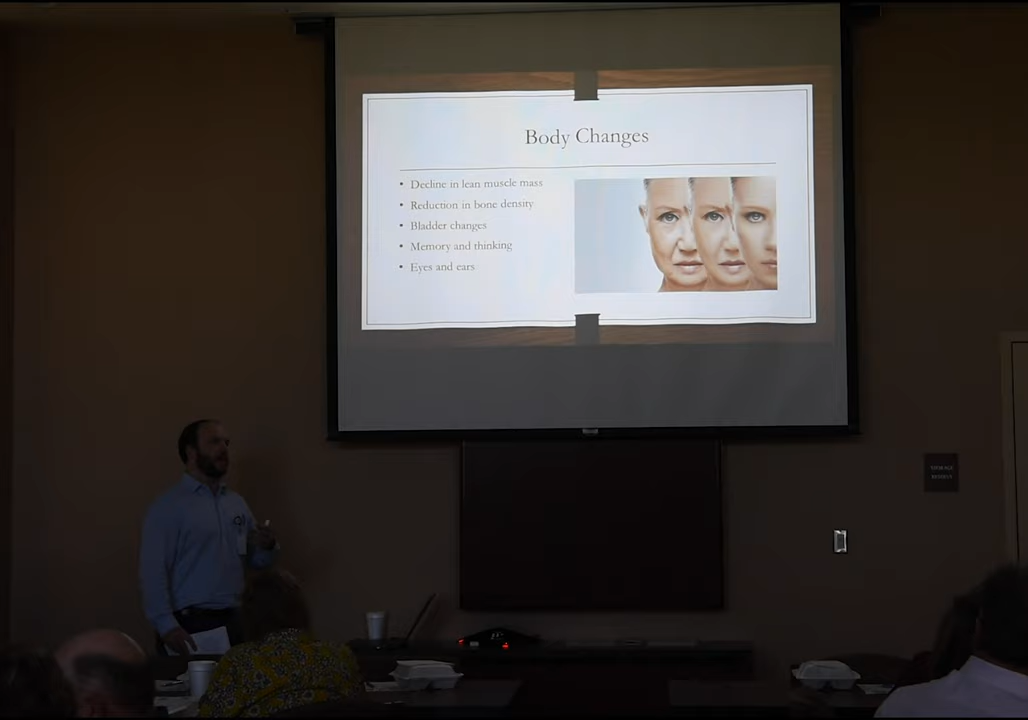 Body Changes
• Decline in lean muscle mass
• Reduction in bone density
• Bladder changes
• Memory and thinking
• Eyes and ears